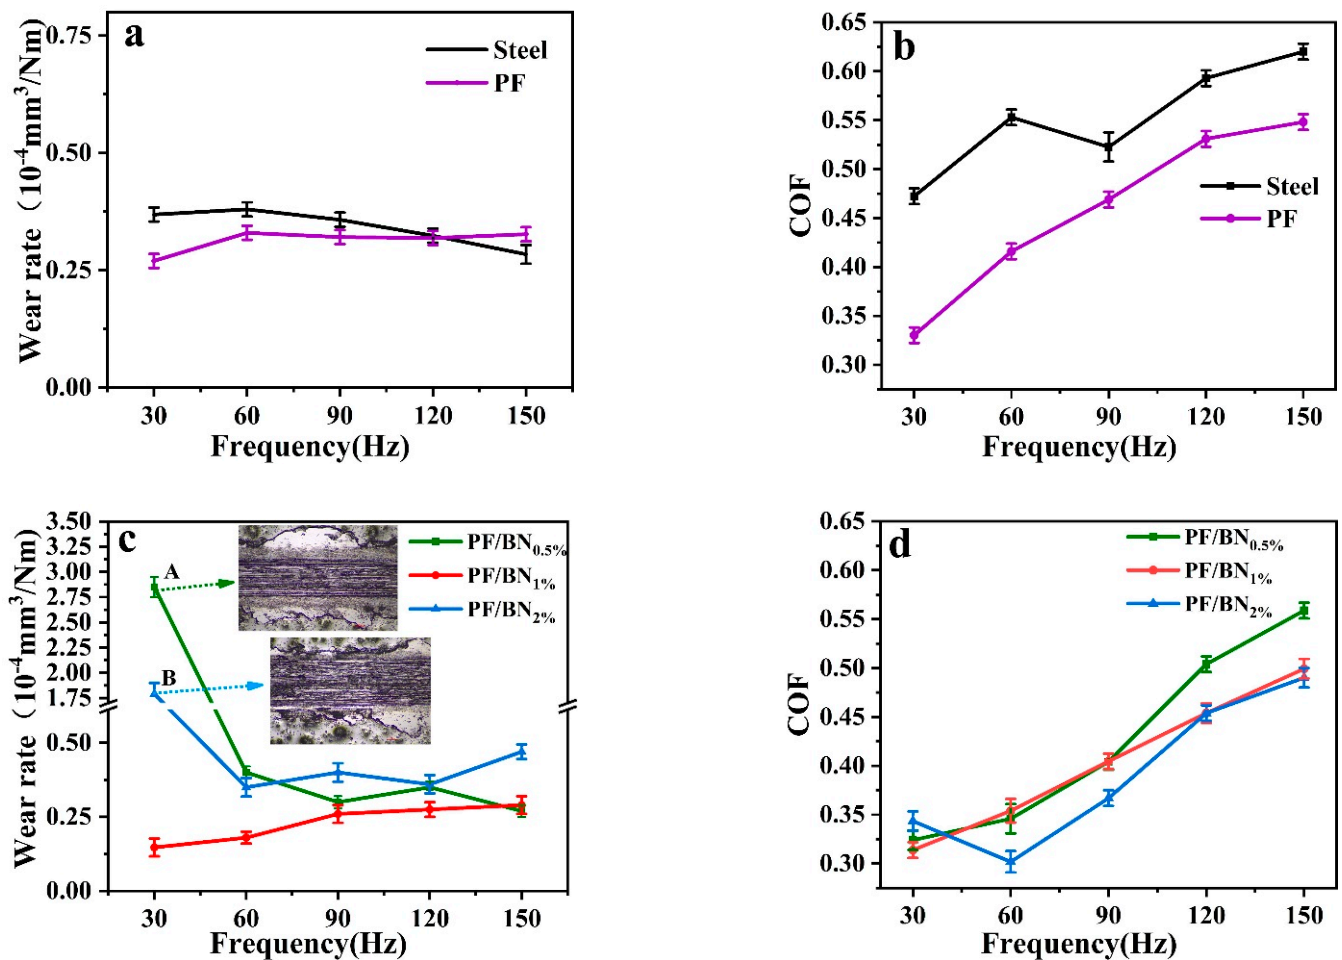 a
Steel
PF
Wear rate（10⁻⁴mm³/Nm)
0.75
0.50
0.25
0.00
30 60 90 120 150
Frequency(Hz)
b
Steel
PF
COF
0.65
0.60
0.55
0.50
0.45
0.40
0.35
0.30
30 60 90 120 150
Frequency(Hz)
c
A
B
PF/BN0.5%
PF/BN1%
PF/BN2%
Wear rate（10⁻⁴mm³/Nm)
3.50
3.25
3.00
2.75
2.50
2.25
2.00
1.75
0.50
0.25
0.00
30 60 90 120 150
Frequency(Hz)
d
PF/BN0.5%
PF/BN1%
PF/BN2%
COF
0.65
0.60
0.55
0.50
0.45
0.40
0.35
0.30
30 60 90 120 150
Frequency(Hz)